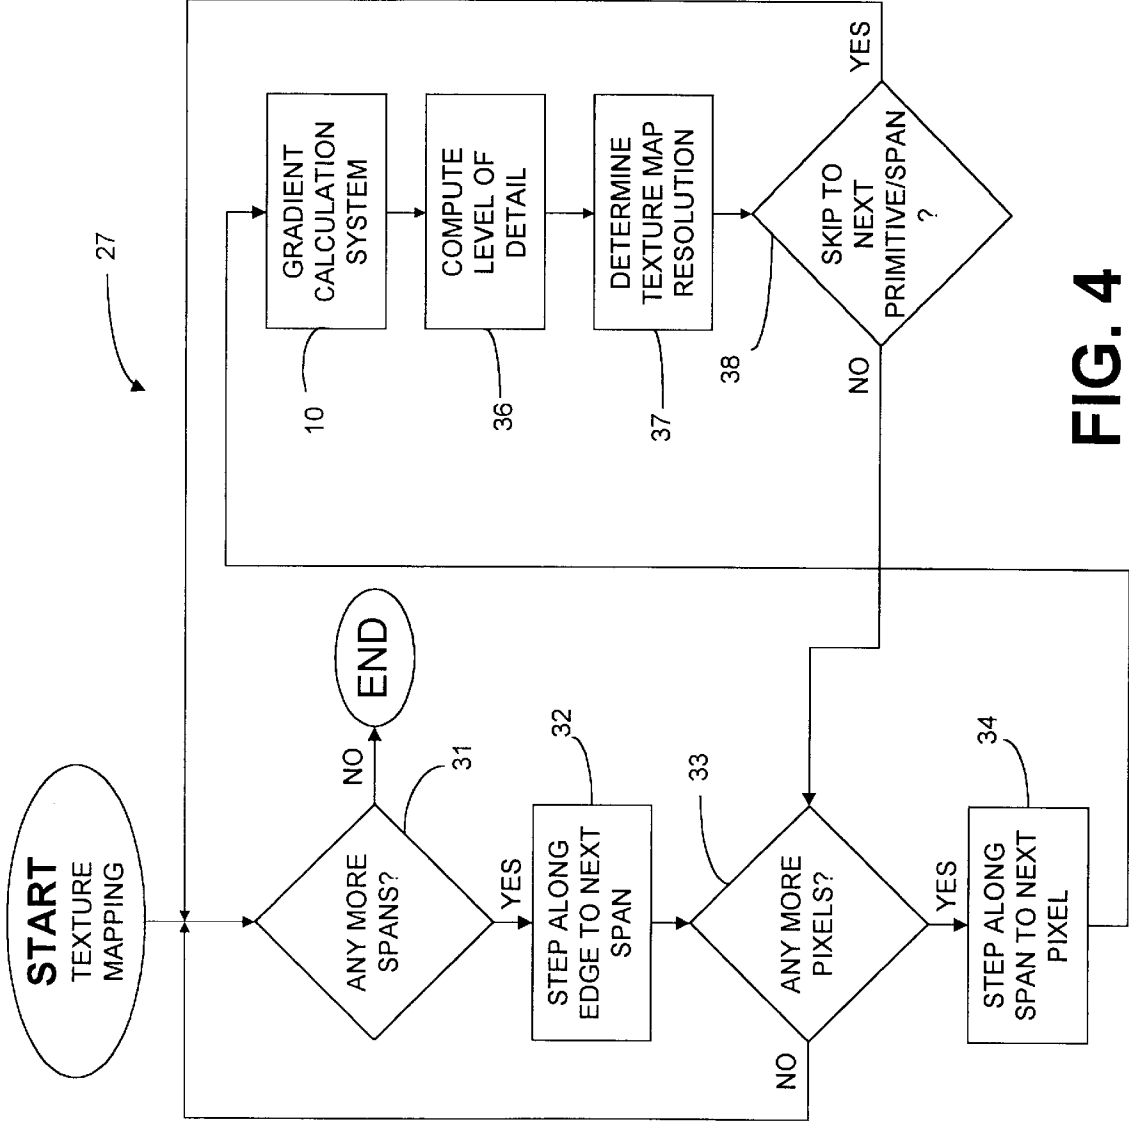 START
TEXTURE
MAPPING
ANY MORE
SPANS?
31
NO
END
YES
STEP ALONG
EDGE TO NEXT
SPAN
32
ANY MORE
PIXELS?
33
NO
YES
STEP ALONG
SPAN TO NEXT
PIXEL
34
27
GRADIENT
CALCULATION
SYSTEM
10
COMPUTE
LEVEL OF
DETAIL
36
DETERMINE
TEXTURE MAP
RESOLUTION
37
SKIP TO
NEXT
PRIMITIVE/SPAN
?
38
YES
NO
FIG. 4